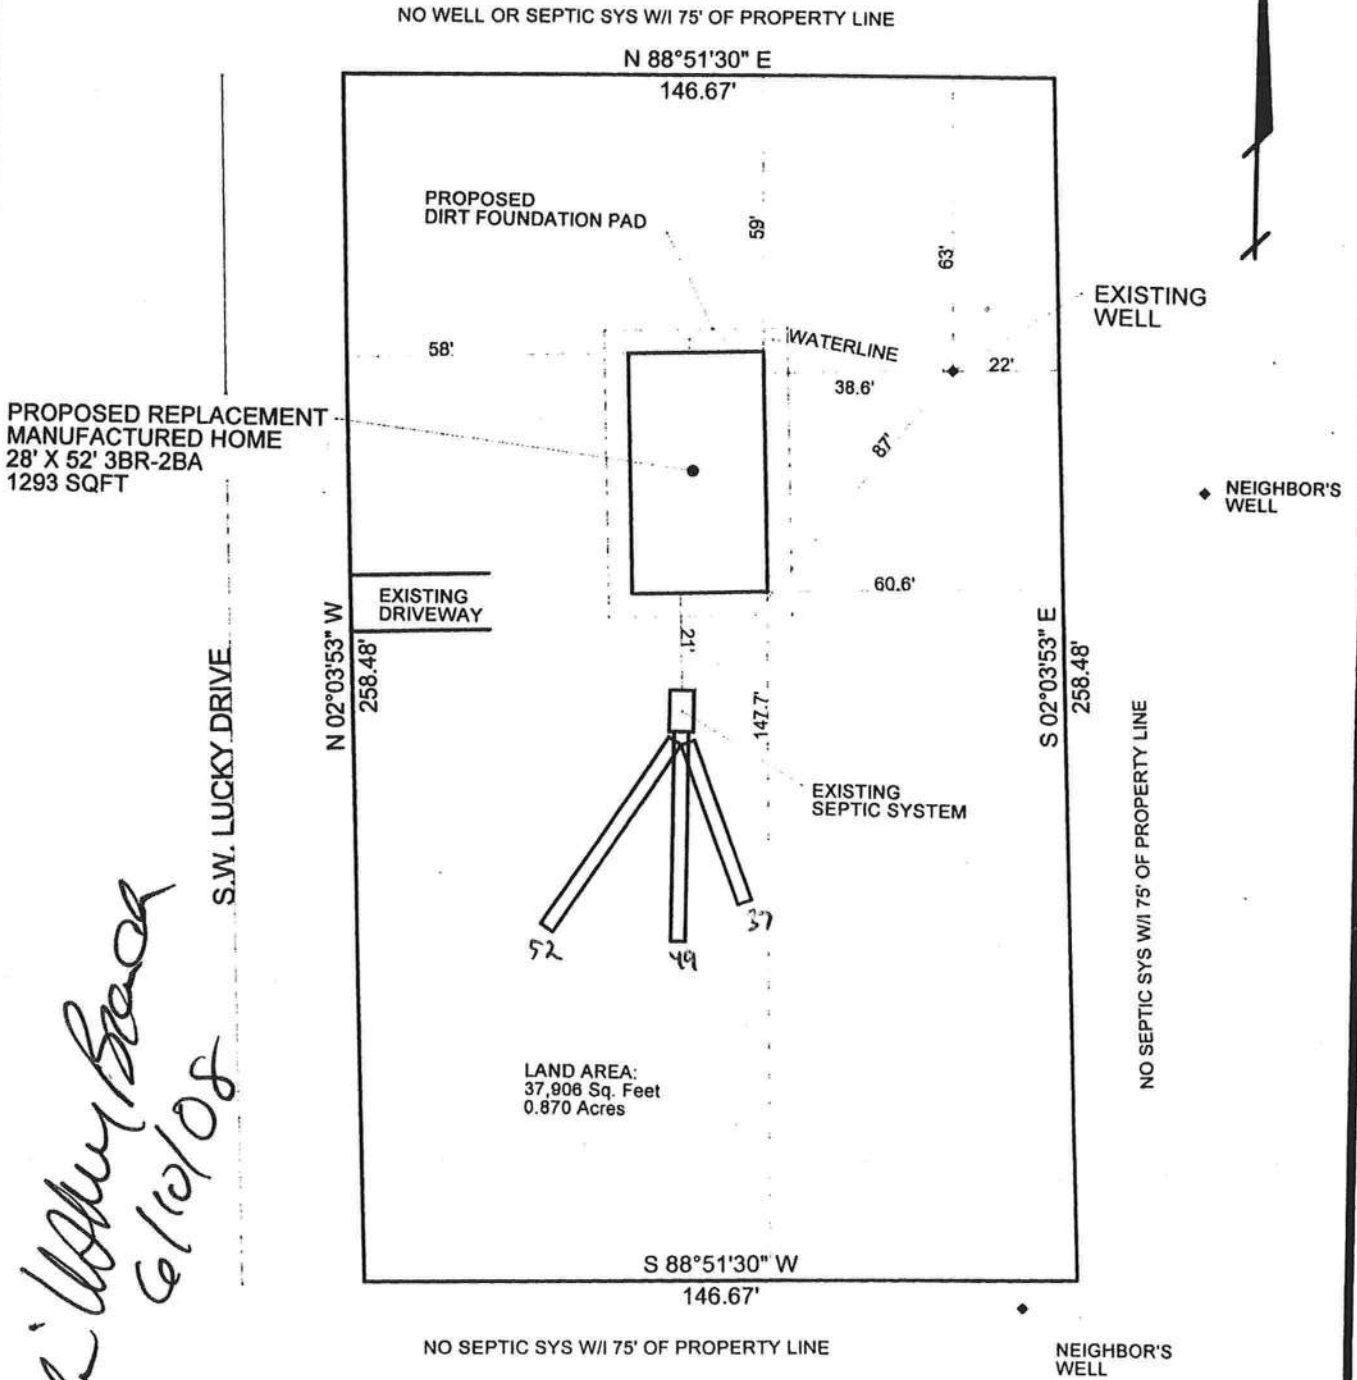 NO WELL OR SEPTIC SYS W/I 75' OF PROPERTY LINE
N 88°51'30" E
146.67'
PROPOSED
DIRT FOUNDATION PAD
59'
63'
EXISTING
WELL
58'
WATERLINE
38.6'
22'
87'
PROPOSED REPLACEMENT
MANUFACTURED HOME
28' X 52' 3BR-2BA
1293 SQFT
NEIGHBOR'S
WELL
EXISTING
DRIVEWAY
60.6'
21'
147.7'
N 02°03'53" W
258.48'
S 02°03'53" E
258.48'
S.W. LUCKY DRIVE
EXISTING
SEPTIC SYSTEM
NO SEPTIC SYS W/I 75' OF PROPERTY LINE
52
49
37
LAND AREA:
37,906 Sq. Feet
0.870 Acres
6/10/08
S 88°51'30" W
146.67'
NO SEPTIC SYS W/I 75' OF PROPERTY LINE
NEIGHBOR'S
WELL